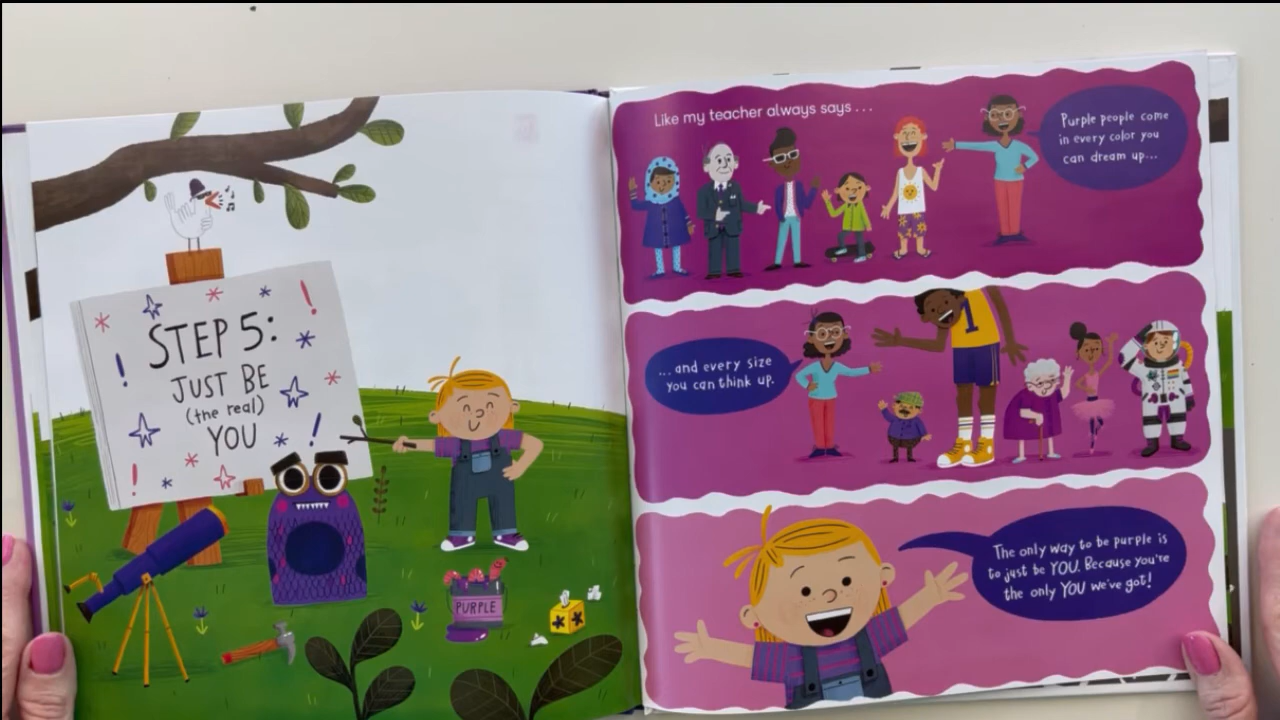 STEP 5:
JUST BE
(the real)
YOU
PURPLE
Like my teacher always says...
Purple people come
in every color you
can dream up...
...and every size
you can think up.
1
The only way to be purple is
to just be YOU. Because you're
the only YOU we've got!